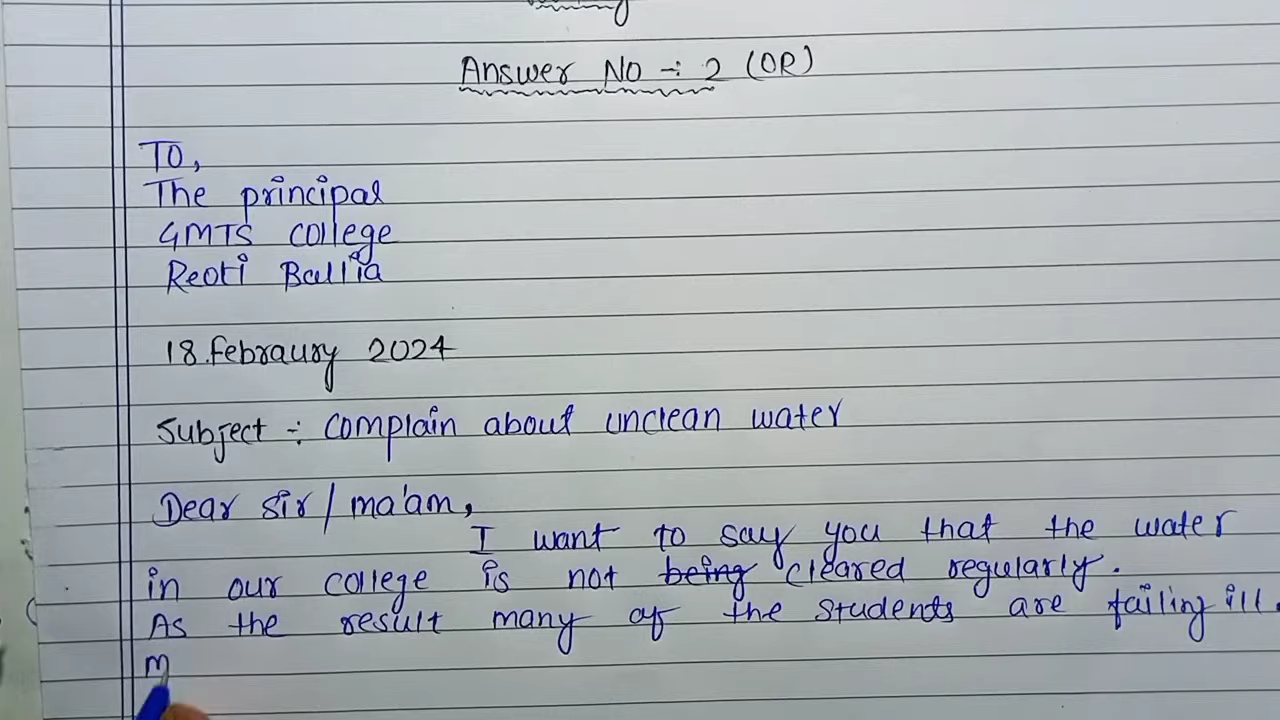 Answer No -: 2 (OR)
TO,
The principal
GMTS college
Reoti Ballia
18.Febraury 2024
Subject -: complain about unclean water
Dear sir/ma'am,
I want to say you that the water
in our college is not being cleared regularly.
As the result many of the students are failing ill.
M